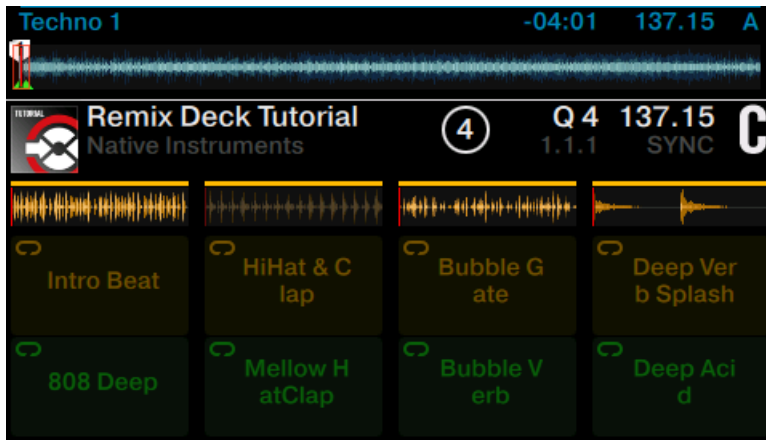 Techno 1 -04:01 137.15 A
1
TUTORIAL
Remix Deck Tutorial 4 Q 4 137.15 C
Native Instruments 1.1.1 SYNC
Intro Beat
HiHat & C
lap
Bubble G
ate
Deep Ver
b Splash
808 Deep
Mellow H
atClap
Bubble V
erb
Deep Aci
d